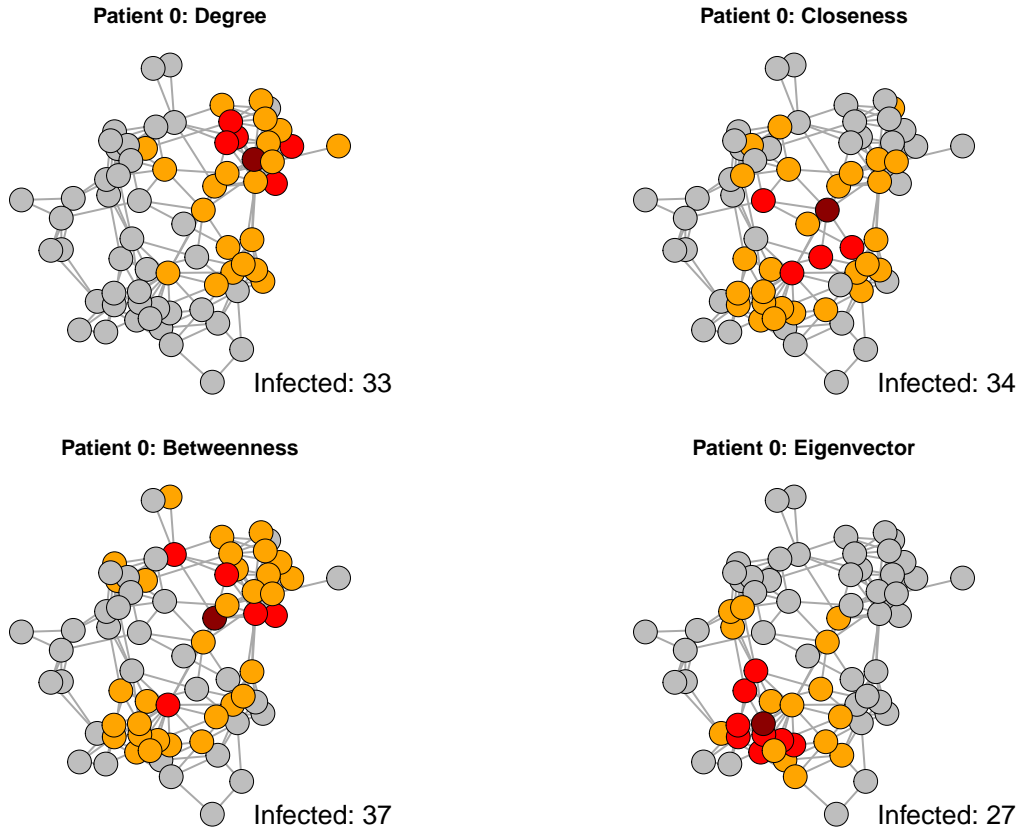 Patient 0: Degree
Patient 0: Closeness
Infected: 33
Infected: 34
Patient 0: Betweenness
Patient 0: Eigenvector
Infected: 37
Infected: 27